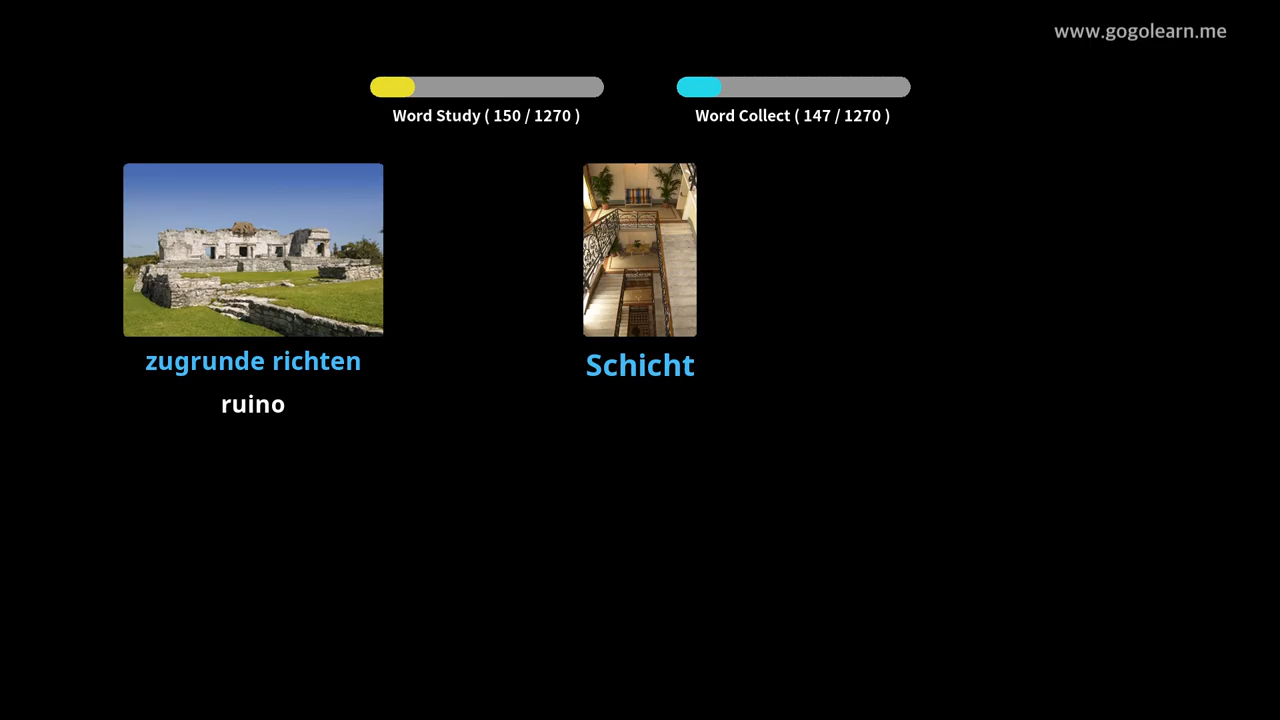 www.gogolearn.me
Word Study ( 150 / 1270 )
Word Collect ( 147 / 1270 )
zugrunde richten
ruino
Schicht